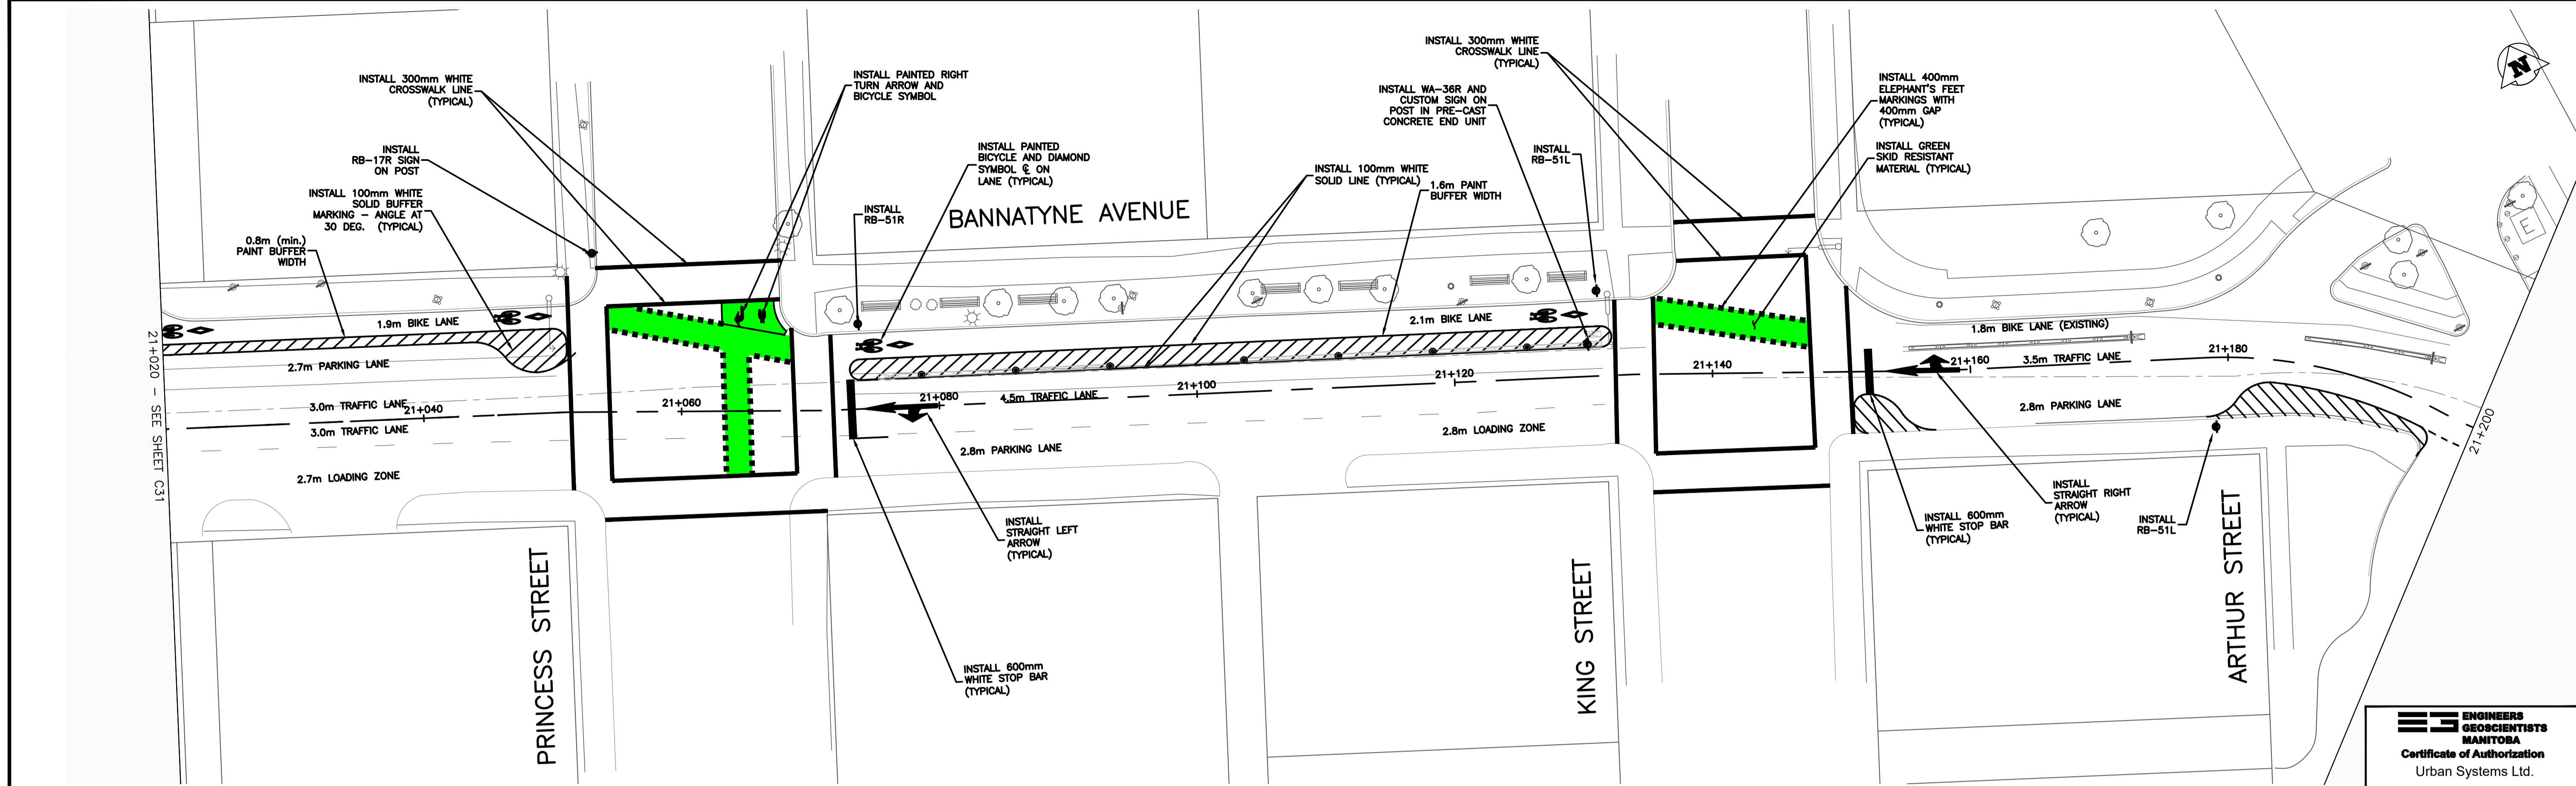 INSTALL 300mm WHITE
CROSSWALK LINE
(TYPICAL)
INSTALL
RB-17R SIGN
ON POST
INSTALL 100mm WHITE
SOLID BUFFER
MARKING - ANGLE AT
30 DEG. (TYPICAL)
0.8m (min.)
PAINT BUFFER
WIDTH
INSTALL PAINTED RIGHT
TURN ARROW AND
BICYCLE SYMBOL
INSTALL PAINTED
BICYCLE AND DIAMOND
SYMBOL ℄ ON
LANE (TYPICAL)
INSTALL
RB-51R
BANNATYNE AVENUE
INSTALL 100mm WHITE
SOLID LINE (TYPICAL)
1.6m PAINT
BUFFER WIDTH
INSTALL 300mm WHITE
CROSSWALK LINE
(TYPICAL)
INSTALL WA-36R AND
CUSTOM SIGN ON
POST IN PRE-CAST
CONCRETE END UNIT
INSTALL
RB-51L
INSTALL 400mm
ELEPHANT'S FEET
MARKINGS WITH
400mm GAP
(TYPICAL)
INSTALL GREEN
SKID RESISTANT
MATERIAL (TYPICAL)
N
E
21+020 - SEE SHEET C31
1.9m BIKE LANE
2.7m PARKING LANE
3.0m TRAFFIC LANE
21+040
3.0m TRAFFIC LANE
2.7m LOADING ZONE
21+060
21+080
4.5m TRAFFIC LANE
21+100
21+120
2.1m BIKE LANE
2.8m PARKING LANE
2.8m LOADING ZONE
21+140
1.8m BIKE LANE (EXISTING)
21+160
3.5m TRAFFIC LANE
21+180
2.8m PARKING LANE
21+200
INSTALL
STRAIGHT LEFT
ARROW
(TYPICAL)
INSTALL 600mm
WHITE STOP BAR
(TYPICAL)
INSTALL 600mm
WHITE STOP BAR
(TYPICAL)
INSTALL
STRAIGHT RIGHT
ARROW
(TYPICAL)
INSTALL
RB-51L
PRINCESS STREET
KING STREET
ARTHUR STREET
ENGINEERS
GEOSCIENTISTS
MANITOBA
Certificate of Authorization
Urban Systems Ltd.